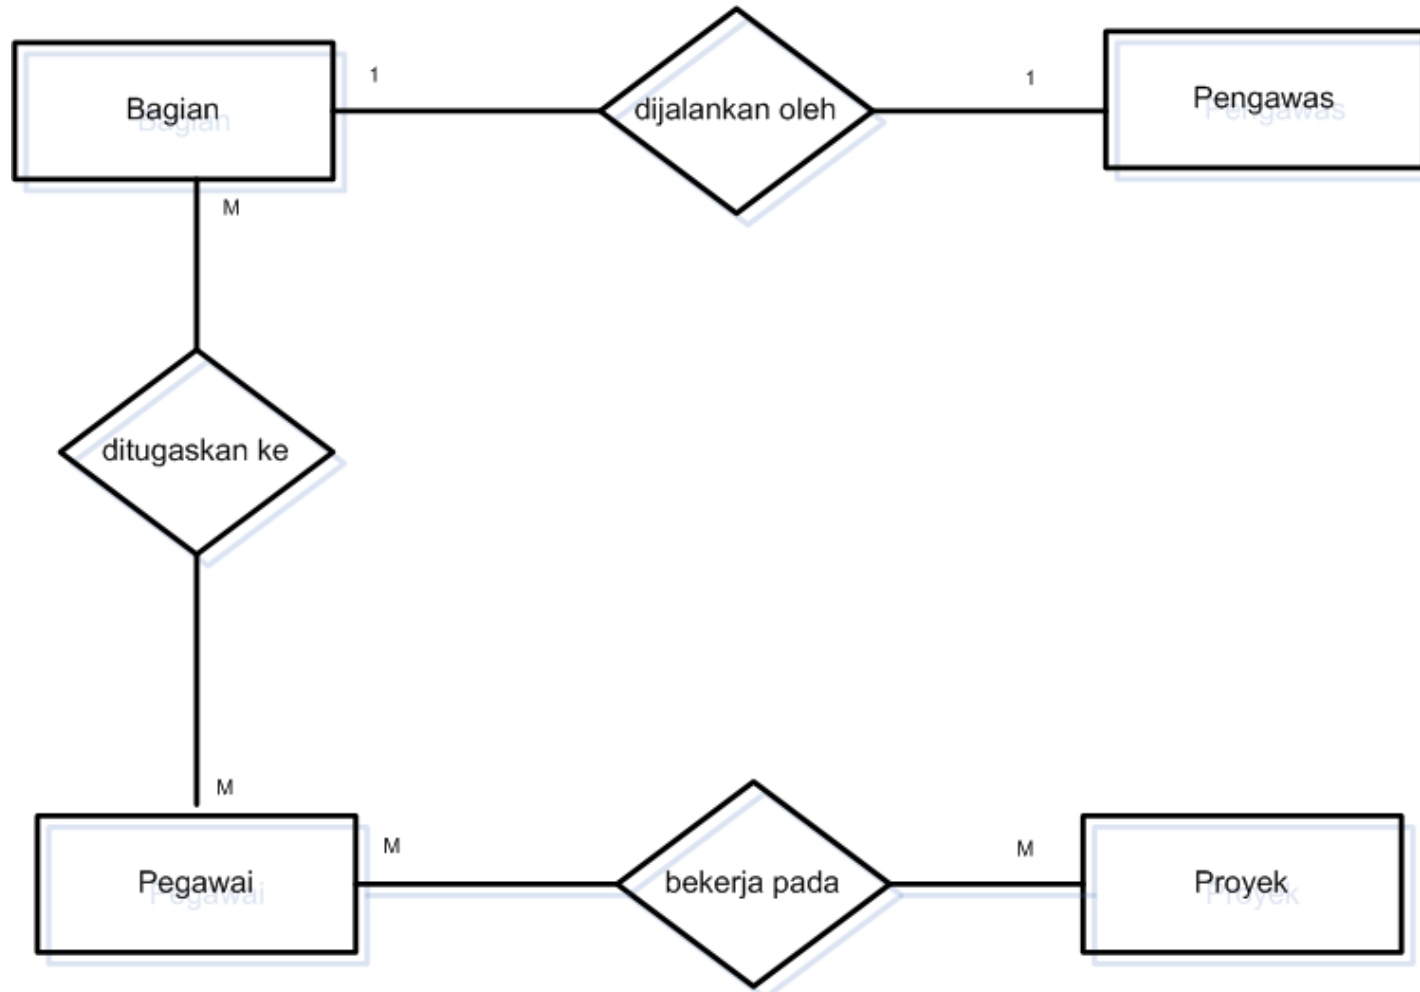 Bagian
1
dijalankan oleh
1
Pengawas
M
ditugaskan ke
M
Pegawai
M
bekerja pada
M
Proyek